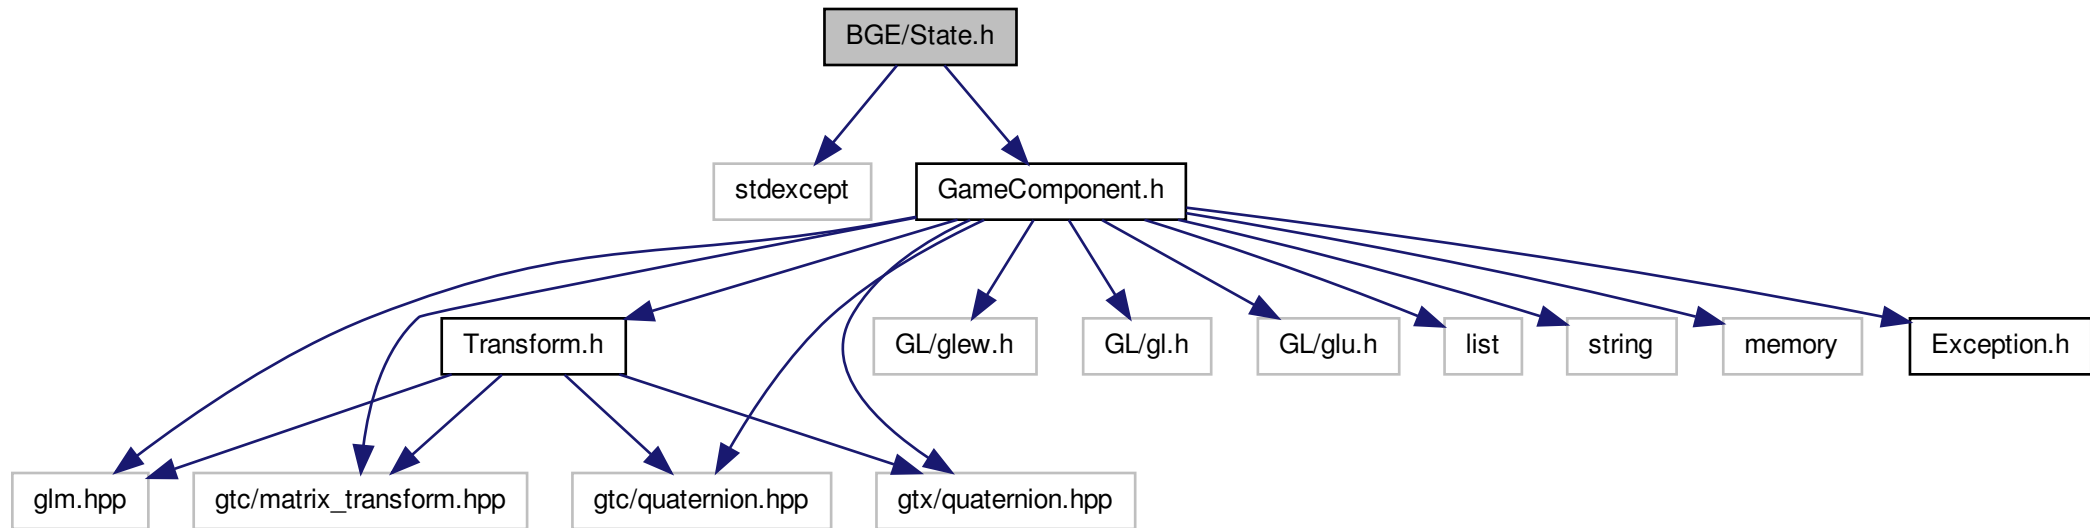 BGE/State.h
stdexcept
GameComponent.h
Transform.h
GL/glew.h
GL/gl.h
GL/glu.h
list
string
memory
Exception.h
glm.hpp
gtc/matrix_transform.hpp
gtc/quaternion.hpp
gtx/quaternion.hpp